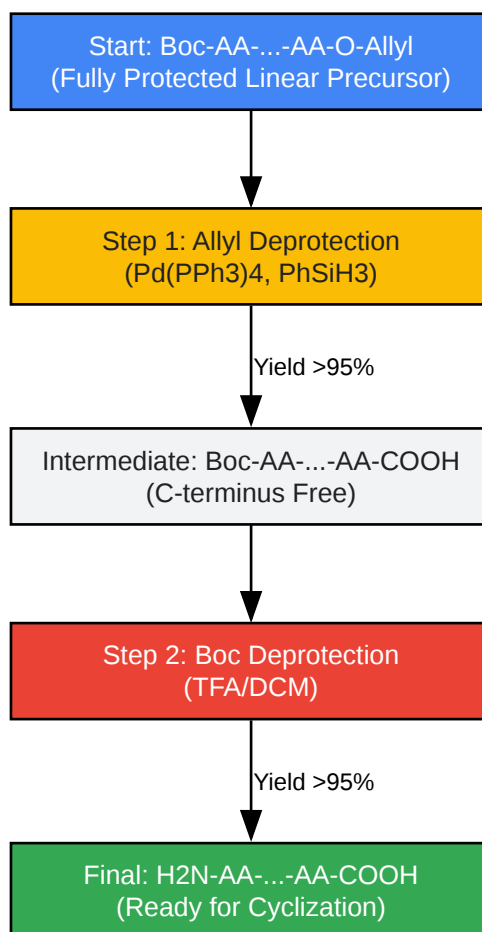 Start: Boc-AA-...-AA-O-Allyl
(Fully Protected Linear Precursor)
Step 1: Allyl Deprotection
(Pd(PPh3)4, PhSiH3)
Yield >95%
Intermediate: Boc-AA-...-AA-COOH
(C-terminus Free)
Step 2: Boc Deprotection
(TFA/DCM)
Yield >95%
Final: H2N-AA-...-AA-COOH
(Ready for Cyclization)